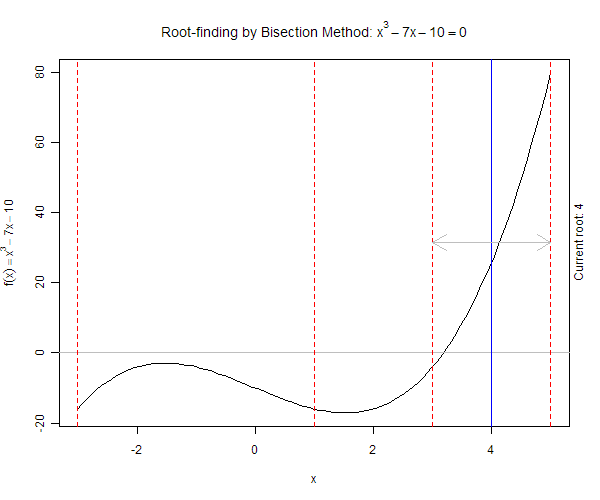 Root-finding by Bisection Method: x³ − 7x − 10 = 0
f(x) = x³ − 7x − 10
80
60
40
20
0
-20
Current root: 4
-2
0
2
4
x